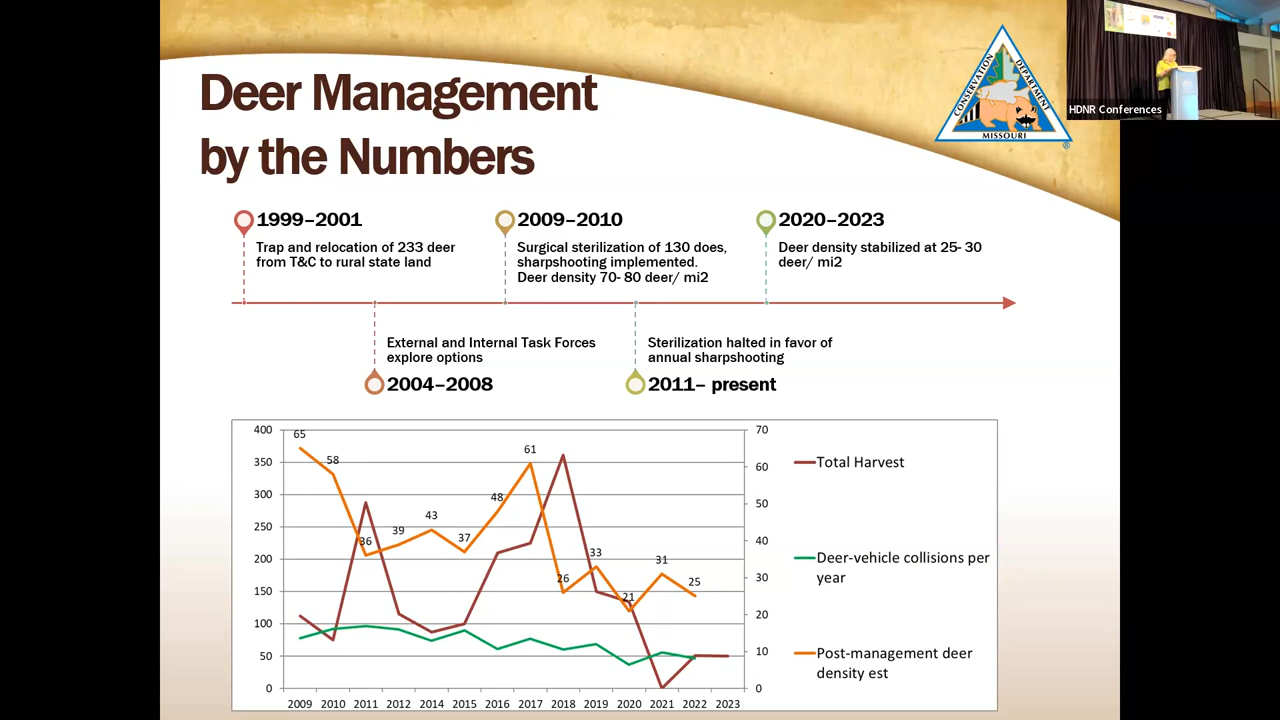 Deer Management
by the Numbers
CONSERVATION DEPARTMENT
MISSOURI
®
HDNR Conferences
1999–2001
Trap and relocation of 233 deer
from T&C to rural state land
2009–2010
Surgical sterilization of 130 does,
sharpshooting implemented.
Deer density 70- 80 deer/ mi2
2020–2023
Deer density stabilized at 25- 30
deer/ mi2
External and Internal Task Forces
explore options
2004–2008
Sterilization halted in favor of
annual sharpshooting
2011– present
400
350
300
250
200
150
100
50
0
65
58
36
39
43
37
48
61
26
33
21
31
25
70
60
50
40
30
20
10
0
2009 2010 2011 2012 2014 2015 2016 2017 2018 2019 2020 2021 2022 2023
Total Harvest
Deer-vehicle collisions per
year
Post-management deer
density est